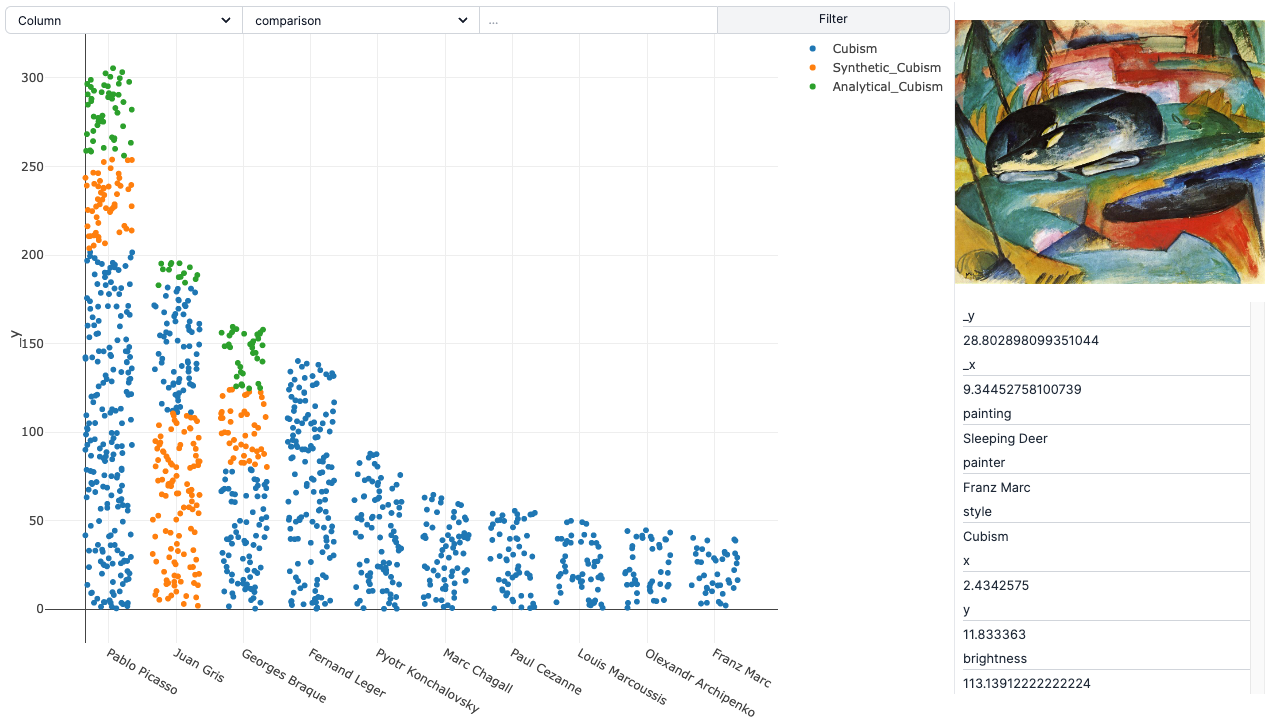 Column
comparison
...
Filter
Cubism
Synthetic_Cubism
Analytical_Cubism
y
300
250
200
150
100
50
0
Pablo Picasso
Juan Gris
Georges Braque
Fernand Leger
Pyotr Konchalovsky
Marc Chagall
Paul Cezanne
Louis Marcoussis
Olexandr Archipenko
Franz Marc
_y
28.802898099351044
_x
9.34452758100739
painting
Sleeping Deer
painter
Franz Marc
style
Cubism
x
2.4342575
y
11.833363
brightness
113.13912222222224